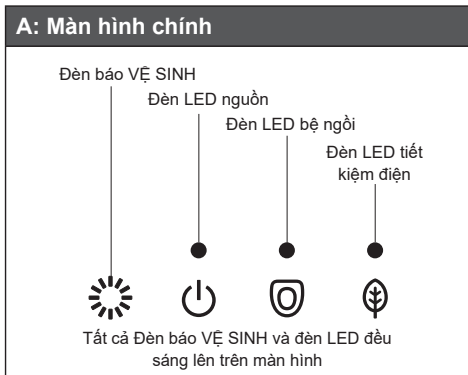 A: Màn hình chính
Đèn báo VỆ SINH
Đèn LED nguồn
Đèn LED bệ ngồi
Đèn LED tiết
kiệm điện
Tất cả Đèn báo VỆ SINH và đèn LED đều
sáng lên trên màn hình